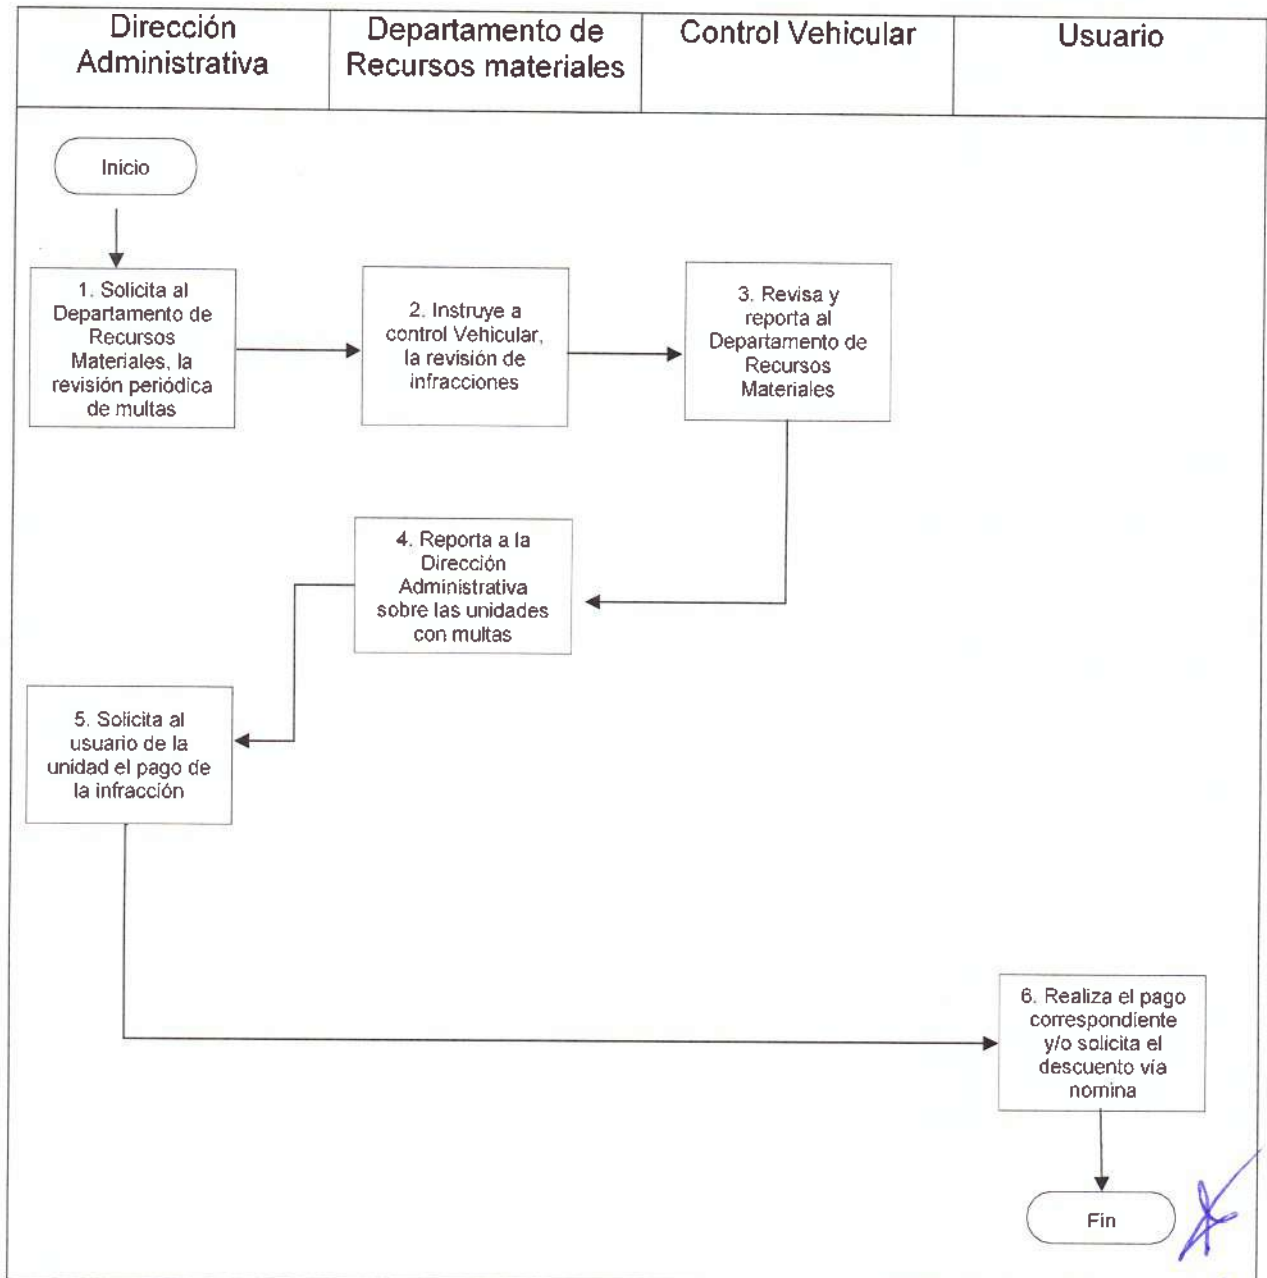 Dirección
Administrativa
Departamento de
Recursos materiales
Control Vehicular
Usuario
Inicio
1. Solicita al
Departamento de
Recursos
Materiales, la
revisión periódica
de multas
2. Instruye a
control Vehicular,
la revisión de
infracciones
3. Revisa y
reporta al
Departamento de
Recursos
Materiales
4. Reporta a la
Dirección
Administrativa
sobre las unidades
con multas
5. Solicita al
usuario de la
unidad el pago de
la infracción
6. Realiza el pago
correspondiente
y/o solicita el
descuento vía
nomina
Fin